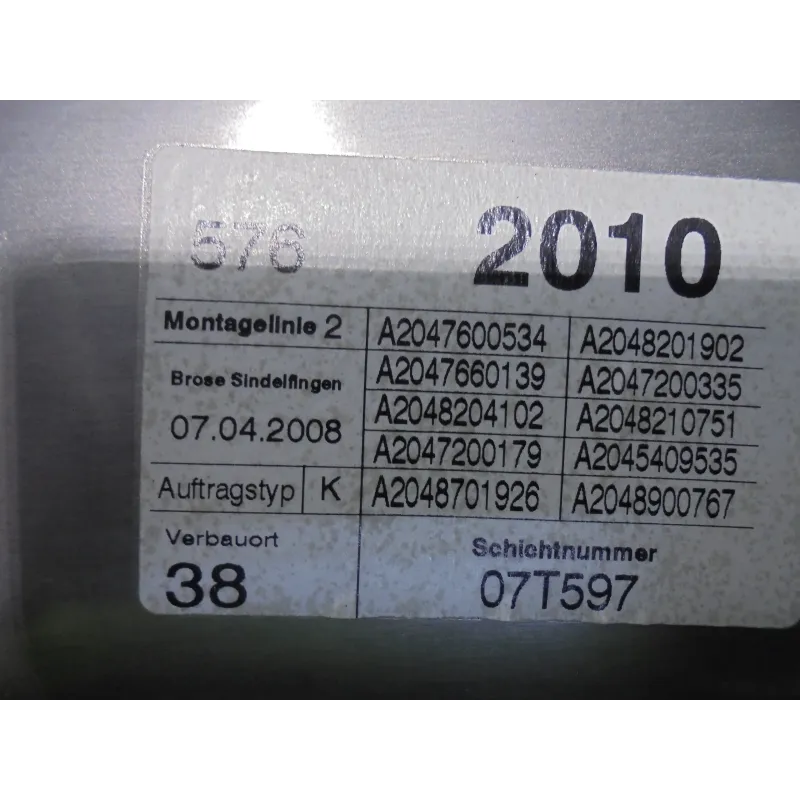 576 2010
Montagelinie 2 A2047600534 A2048201902
Brose Sindelfingen A2047660139 A2047200335
07.04.2008 A2048204102 A2048210751
A2047200179 A2045409535
Auftragstyp K A2048701926 A2048900767
Verbauort Schichtnummer
38 07T597